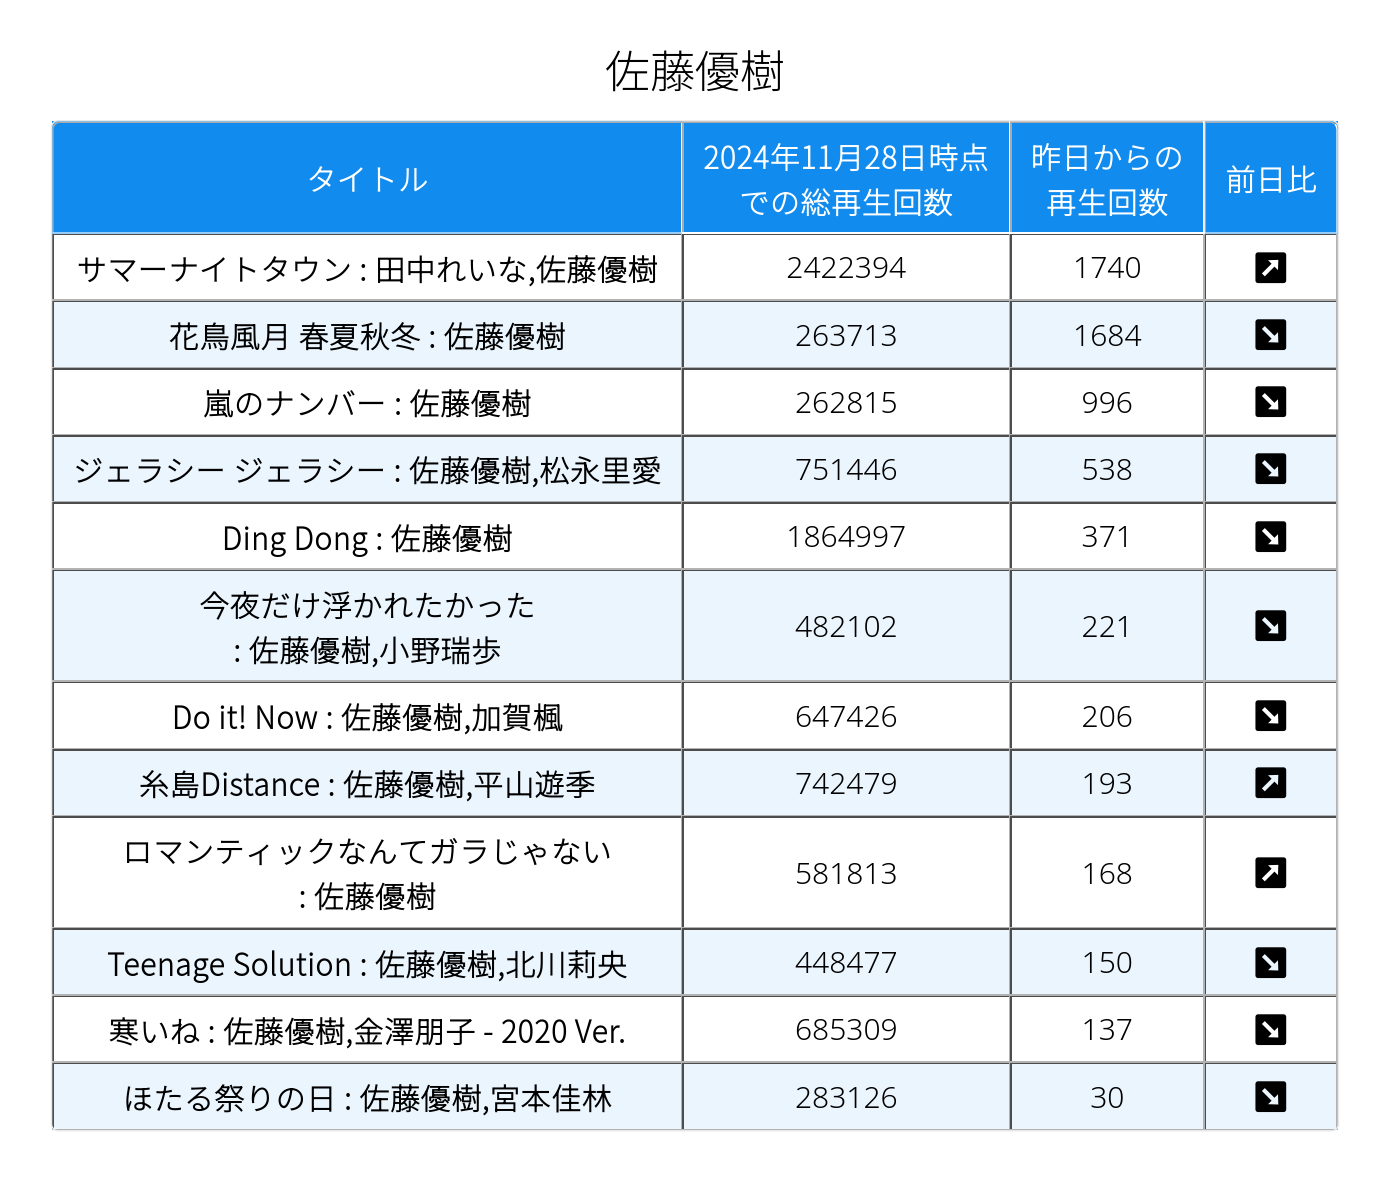 佐藤優樹
タイトル
2024年11月28日時点
での総再生回数
昨日からの
再生回数
前日比
サマーナイトタウン : 田中れいな,佐藤優樹
2422394
1740
花鳥風月 春夏秋冬 : 佐藤優樹
263713
1684
嵐のナンバー : 佐藤優樹
262815
996
ジェラシー ジェラシー : 佐藤優樹,松永里愛
751446
538
Ding Dong : 佐藤優樹
1864997
371
今夜だけ浮かれたかった
: 佐藤優樹,小野瑞歩
482102
221
Do it! Now : 佐藤優樹,加賀楓
647426
206
糸島Distance : 佐藤優樹,平山遊季
742479
193
ロマンティックなんてガラじゃない
: 佐藤優樹
581813
168
Teenage Solution : 佐藤優樹,北川莉央
448477
150
寒いね : 佐藤優樹,金澤朋子 - 2020 Ver.
685309
137
ほたる祭りの日 : 佐藤優樹,宮本佳林
283126
30